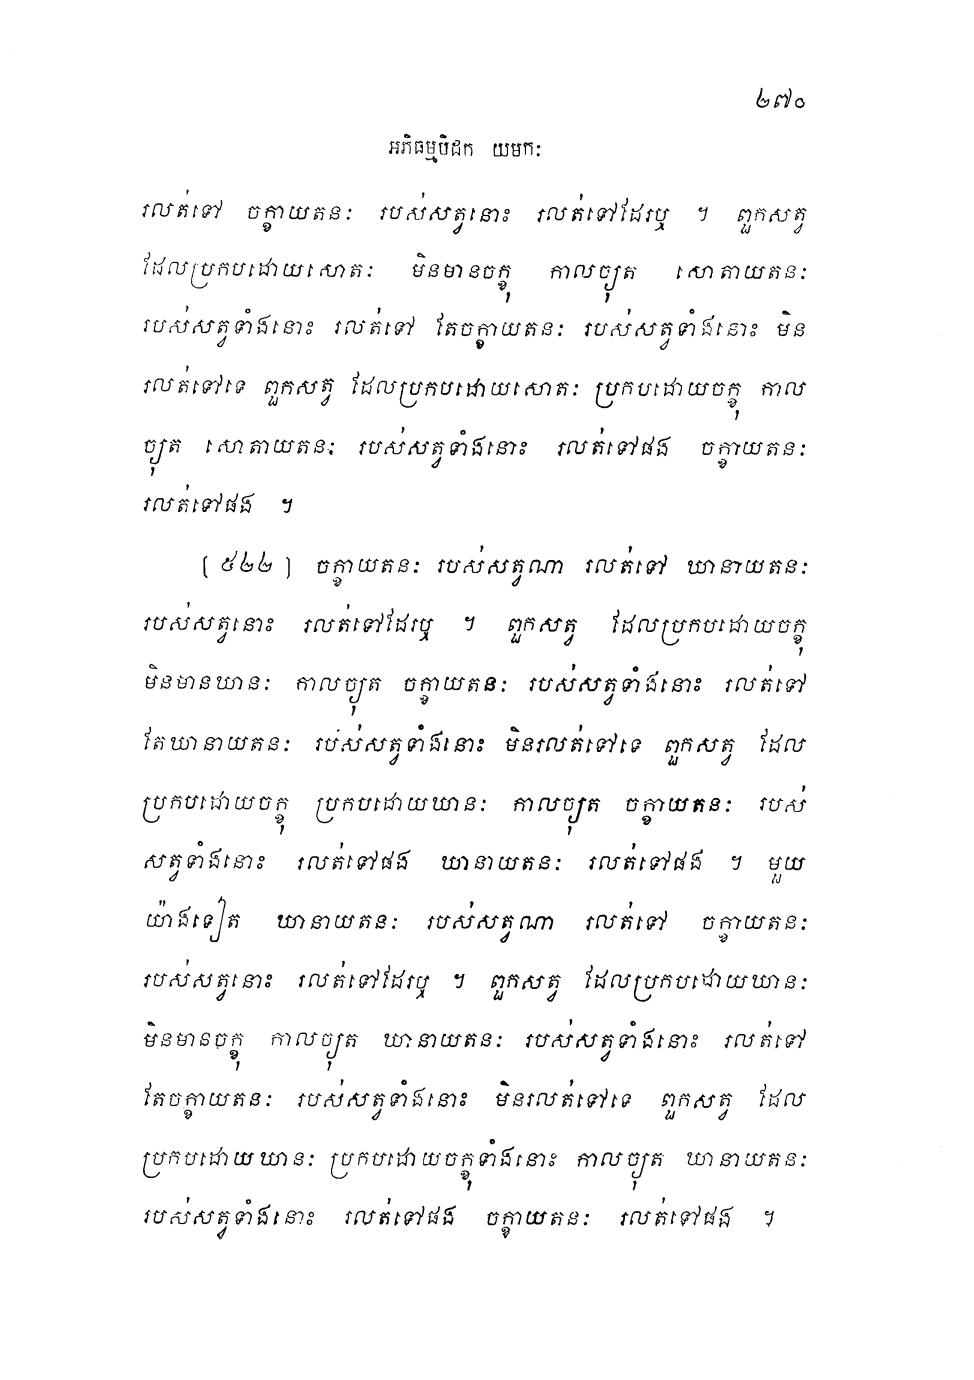 ២៧០
អភិធម្មបិដក យមកៈ
រលត់ទៅ ចក្ខាយតនៈ របស់សត្វនោះ រលត់ទៅដែរឬ ។ ពួកសត្វ
ដែលប្រកបដោយសោតៈ មិនមានចក្ខុ កាលច្យុត សោតាយតនៈ
របស់សត្វទាំងនោះ រលត់ទៅ តែចក្ខាយតនៈ របស់សត្វទាំងនោះ មិន
រលត់ទៅទេ ពួកសត្វ ដែលប្រកបដោយសោតៈ ប្រកបដោយចក្ខុ កាល
ច្យុត សោតាយតនៈ របស់សត្វទាំងនោះ រលត់ទៅផង ចក្ខាយតនៈ
រលត់ទៅផង ។
[ ៥២២ ] ចក្ខាយតនៈ របស់សត្វណា រលត់ទៅ ឃានាយតនៈ
របស់សត្វនោះ រលត់ទៅដែរឬ ។ ពួកសត្វ ដែលប្រកបដោយចក្ខុ
មិនមានឃានៈ កាលច្យុត ចក្ខាយតនៈ របស់សត្វទាំងនោះ រលត់ទៅ
តែឃានាយតនៈ របស់សត្វទាំងនោះ មិនរលត់ទៅទេ ពួកសត្វ ដែល
ប្រកបដោយចក្ខុ ប្រកបដោយឃានៈ កាលច្យុត ចក្ខាយតនៈ របស់
សត្វទាំងនោះ រលត់ទៅផង ឃានាយតនៈ រលត់ទៅផង ។ មួយ
យ៉ាងទៀត ឃានាយតនៈ របស់សត្វណា រលត់ទៅ ចក្ខាយតនៈ
របស់សត្វនោះ រលត់ទៅដែរឬ ។ ពួកសត្វ ដែលប្រកបដោយឃានៈ
មិនមានចក្ខុ កាលច្យុត ឃានាយតនៈ របស់សត្វទាំងនោះ រលត់ទៅ
តែចក្ខាយតនៈ របស់សត្វទាំងនោះ មិនរលត់ទៅទេ ពួកសត្វ ដែល
ប្រកបដោយឃានៈ ប្រកបដោយចក្ខុទាំងនោះ កាលច្យុត ឃានាយតនៈ
របស់សត្វទាំងនោះ រលត់ទៅផង ចក្ខាយតនៈ រលត់ទៅផង ។